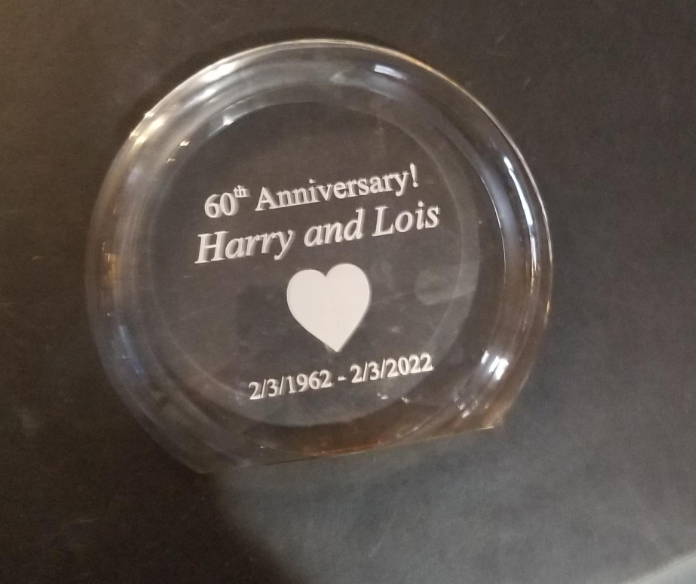 60th Anniversary!
Harry and Lois
2/3/1962 - 2/3/2022